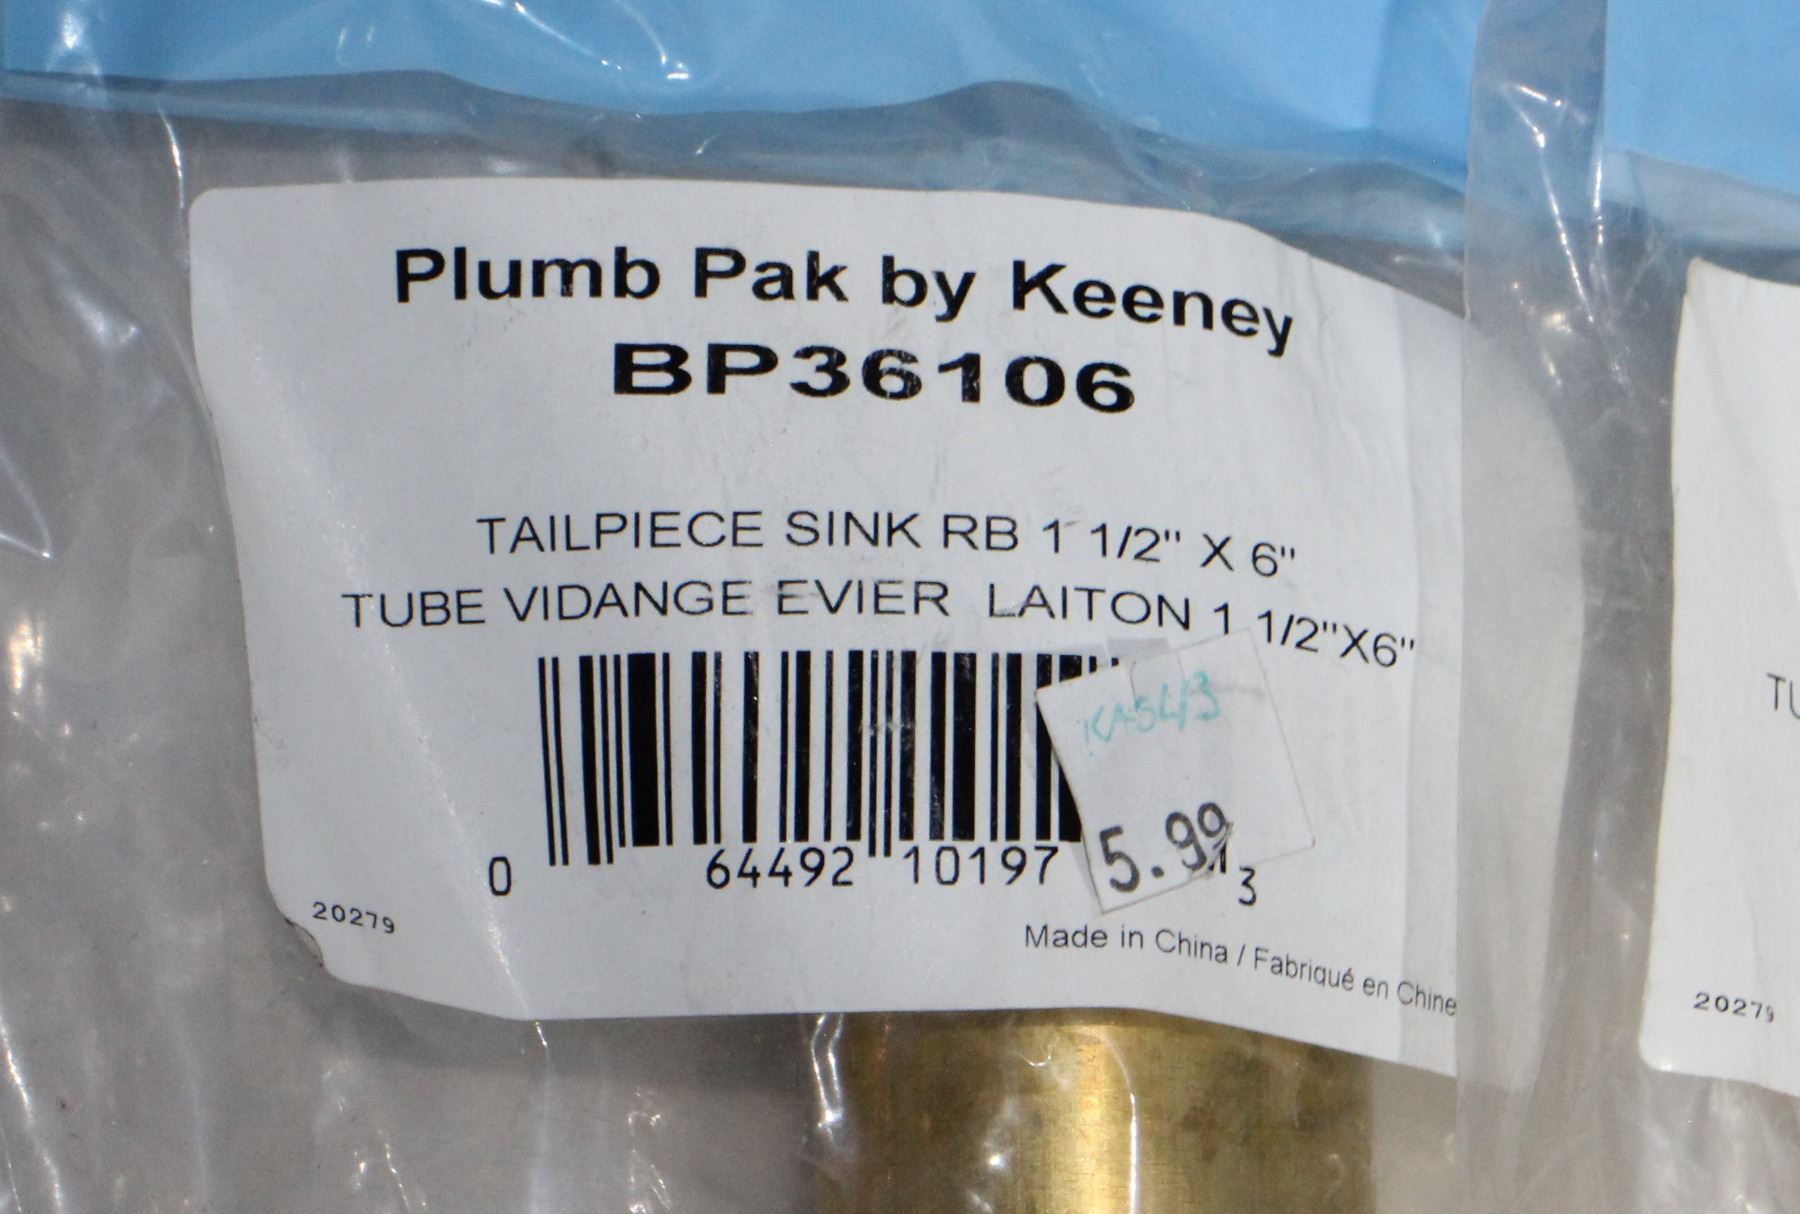 Plumb Pak by Keeney
BP36106
TAILPIECE SINK RB 1 1/2" X 6"
TUBE VIDANGE EVIER LAITON 1 1/2"X6"
5.99
0 64492 10197 3
20279
Made in China / Fabriqué en Chine
TU
20279